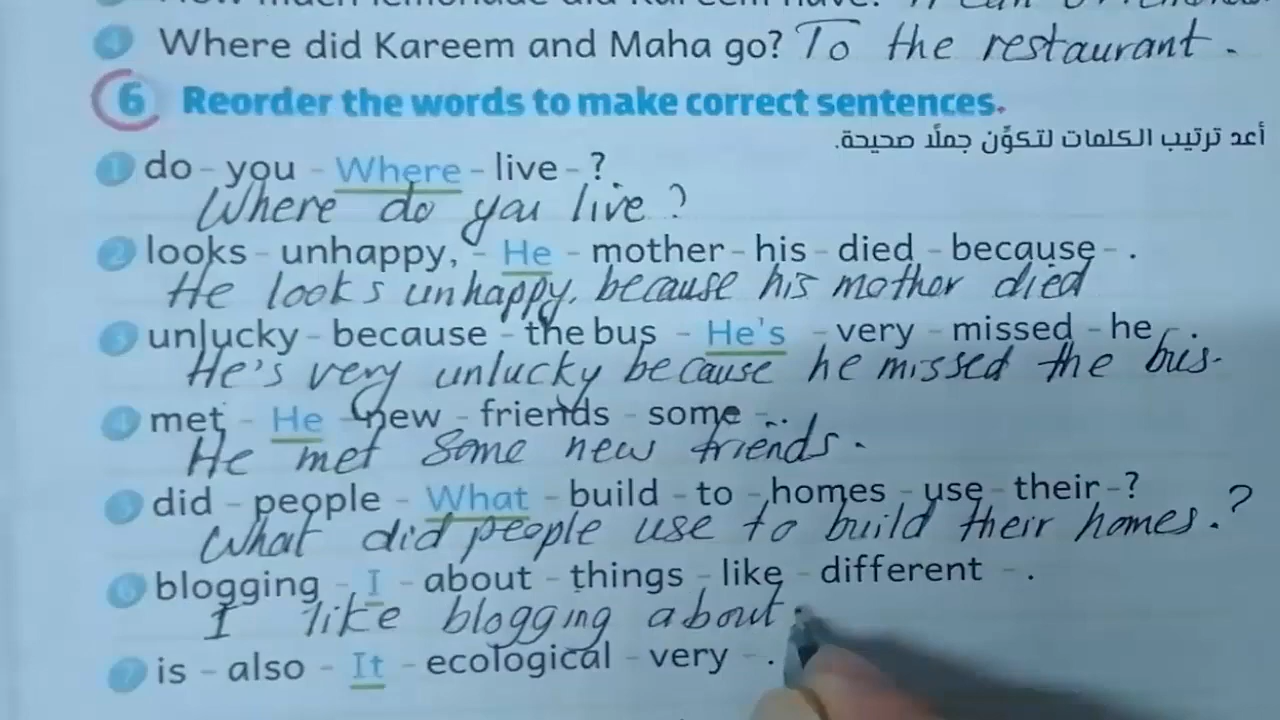 4 Where did Kareem and Maha go? To the restaurant.
6 Reorder the words to make correct sentences.
أعد ترتيب الكلمات لتكوِّن جملًا صحيحة.
1 do - you - Where - live - ?
Where do you live?
2 looks - unhappy, - He - mother - his - died - because - .
He looks unhappy, because his mother died
3 unlucky - because - the bus - He's - very - missed - he - .
He's very unlucky because he missed the bus.
4 met - He - new - friends - some - .
He met some new friends.
5 did - people - What - build - to - homes - use - their - ?
What did people use to build their homes.?
6 blogging - I - about - things - like - different - .
I like blogging about
7 is - also - It - ecological - very - .